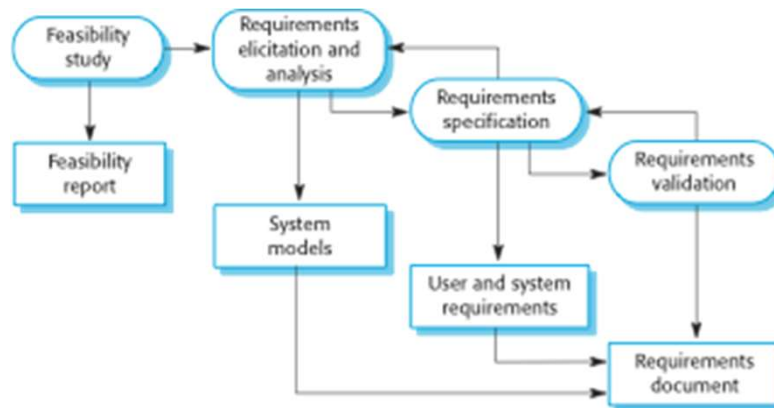 Feasibility
study
Requirements
elicitation and
analysis
Requirements
specification
Feasibility
report
Requirements
validation
System
models
User and system
requirements
Requirements
document